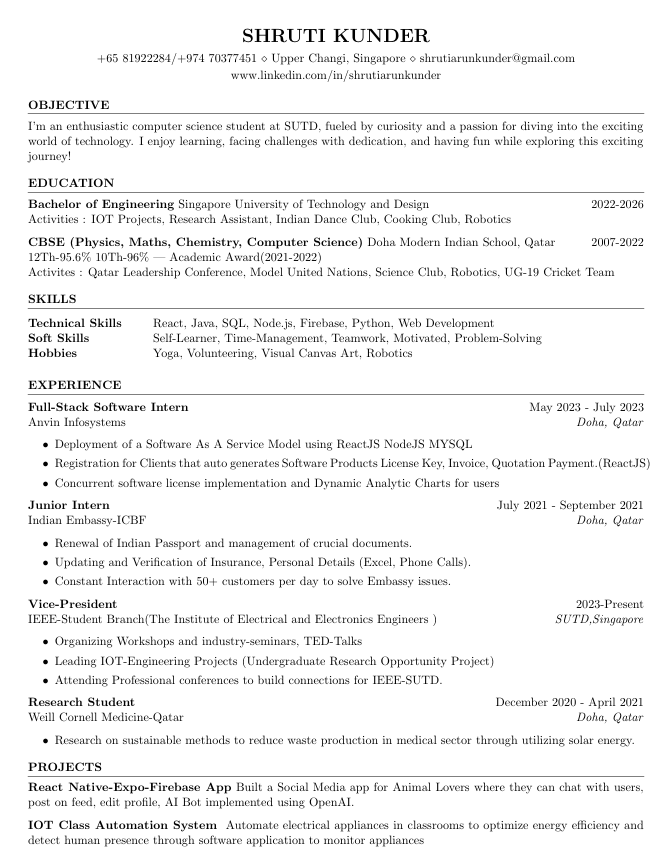 SHRUTI KUNDER
+65 81922284/+974 70377451 ⋄ Upper Changi, Singapore ⋄ shrutiarunkunder@gmail.com
www.linkedin.com/in/shrutiarunkunder
OBJECTIVE
I'm an enthusiastic computer science student at SUTD, fueled by curiosity and a passion for diving into the exciting
world of technology. I enjoy learning, facing challenges with dedication, and having fun while exploring this exciting
journey!
EDUCATION
Bachelor of Engineering Singapore University of Technology and Design 2022-2026
Activities : IOT Projects, Research Assistant, Indian Dance Club, Cooking Club, Robotics
CBSE (Physics, Maths, Chemistry, Computer Science) Doha Modern Indian School, Qatar 2007-2022
12Th-95.6% 10Th-96% — Academic Award(2021-2022)
Activites : Qatar Leadership Conference, Model United Nations, Science Club, Robotics, UG-19 Cricket Team
SKILLS
Technical Skills React, Java, SQL, Node.js, Firebase, Python, Web Development
Soft Skills Self-Learner, Time-Management, Teamwork, Motivated, Problem-Solving
Hobbies Yoga, Volunteering, Visual Canvas Art, Robotics
EXPERIENCE
Full-Stack Software Intern May 2023 - July 2023
Anvin Infosystems Doha, Qatar
• Deployment of a Software As A Service Model using ReactJS NodeJS MYSQL
• Registration for Clients that auto generates Software Products License Key, Invoice, Quotation Payment.(ReactJS)
• Concurrent software license implementation and Dynamic Analytic Charts for users
Junior Intern July 2021 - September 2021
Indian Embassy-ICBF Doha, Qatar
• Renewal of Indian Passport and management of crucial documents.
• Updating and Verification of Insurance, Personal Details (Excel, Phone Calls).
• Constant Interaction with 50+ customers per day to solve Embassy issues.
Vice-President 2023-Present
IEEE-Student Branch(The Institute of Electrical and Electronics Engineers ) SUTD,Singapore
• Organizing Workshops and industry-seminars, TED-Talks
• Leading IOT-Engineering Projects (Undergraduate Research Opportunity Project)
• Attending Professional conferences to build connections for IEEE-SUTD.
Research Student December 2020 - April 2021
Weill Cornell Medicine-Qatar Doha, Qatar
• Research on sustainable methods to reduce waste production in medical sector through utilizing solar energy.
PROJECTS
React Native-Expo-Firebase App Built a Social Media app for Animal Lovers where they can chat with users,
post on feed, edit profile, AI Bot implemented using OpenAI.
IOT Class Automation System Automate electrical appliances in classrooms to optimize energy efficiency and
detect human presence through software application to monitor appliances